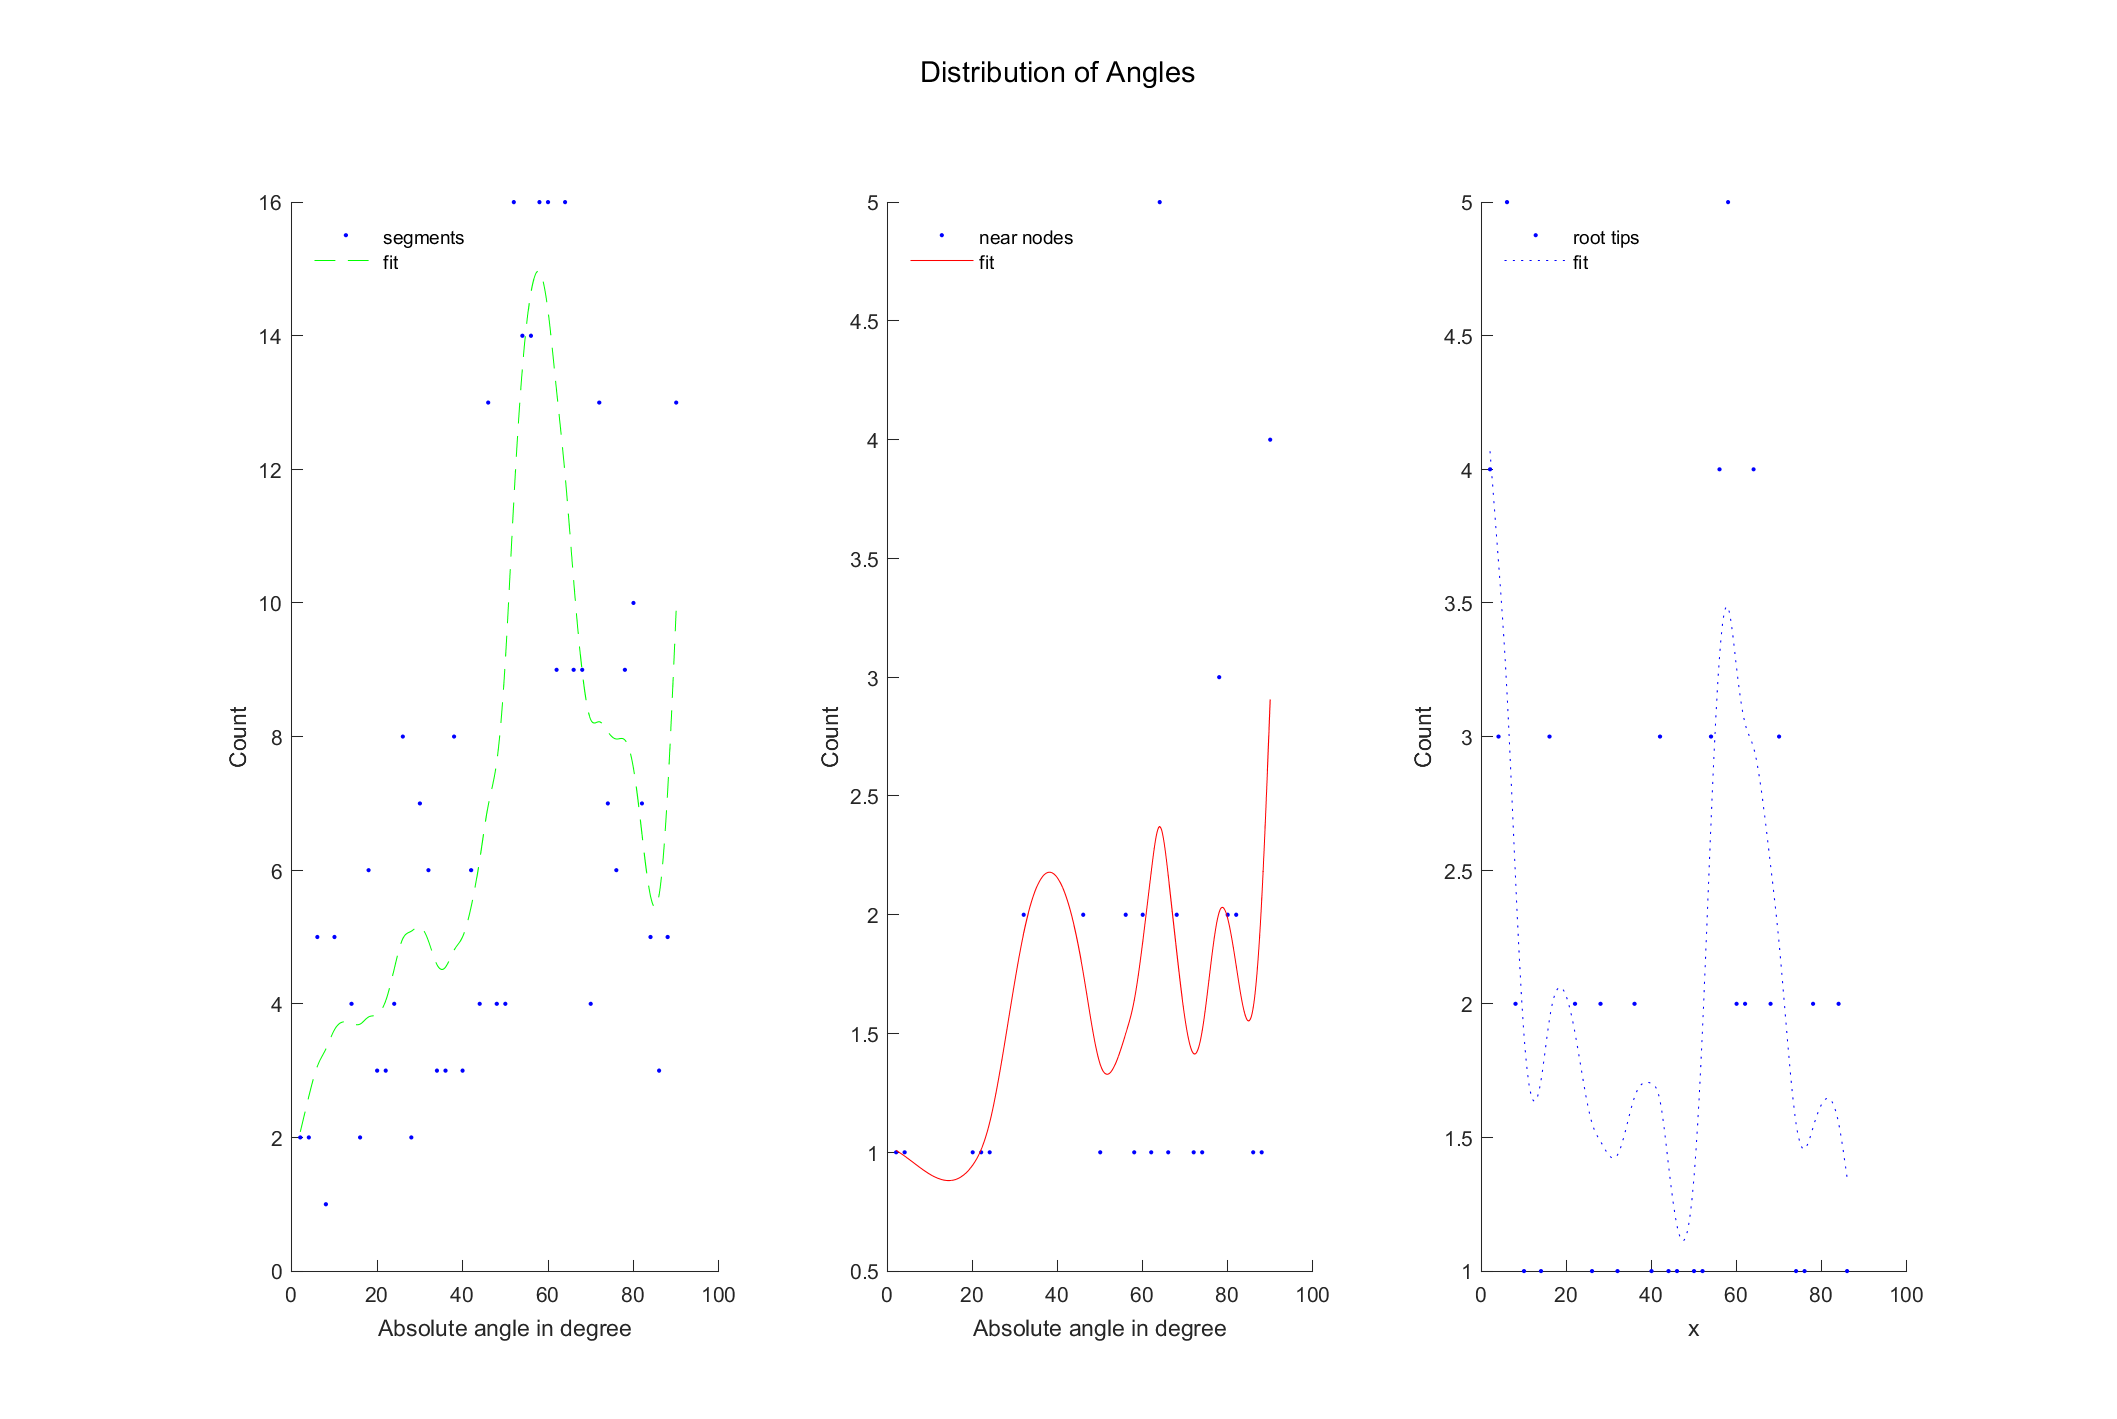 Distribution of Angles
16
14
12
10
8
6
4
2
0
0 20 40 60 80 100
Count
Absolute angle in degree
segments
fit
5
4.5
4
3.5
3
2.5
2
1.5
1
0.5
0 20 40 60 80 100
Count
Absolute angle in degree
near nodes
fit
5
4.5
4
3.5
3
2.5
2
1.5
1
0 20 40 60 80 100
Count
x
root tips
fit